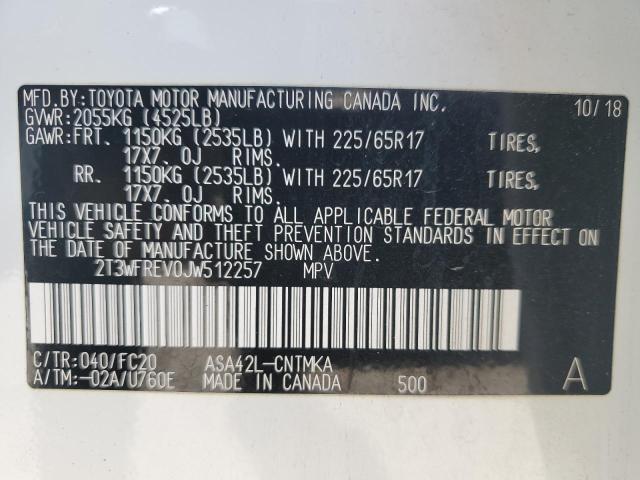 MFD.BY:TOYOTA MOTOR MANUFACTURING CANADA INC. 10/18
GVWR:2055KG (4525LB)
GAWR:FRT. 1150KG (2535LB) WITH 225/65R17 TIRES,
17X7.0J RIMS.
RR. 1150KG (2535LB) WITH 225/65R17 TIRES,
17X7.0J RIMS.
THIS VEHICLE CONFORMS TO ALL APPLICABLE FEDERAL MOTOR
VEHICLE SAFETY AND THEFT PREVENTION STANDARDS IN EFFECT ON
THE DATE OF MANUFACTURE SHOWN ABOVE.
2T3WFREV0JW512257 MPV
C/TR:040/FC20 ASA42L-CNTMKA
A/TM:-02A/U760E MADE IN CANADA 500 A